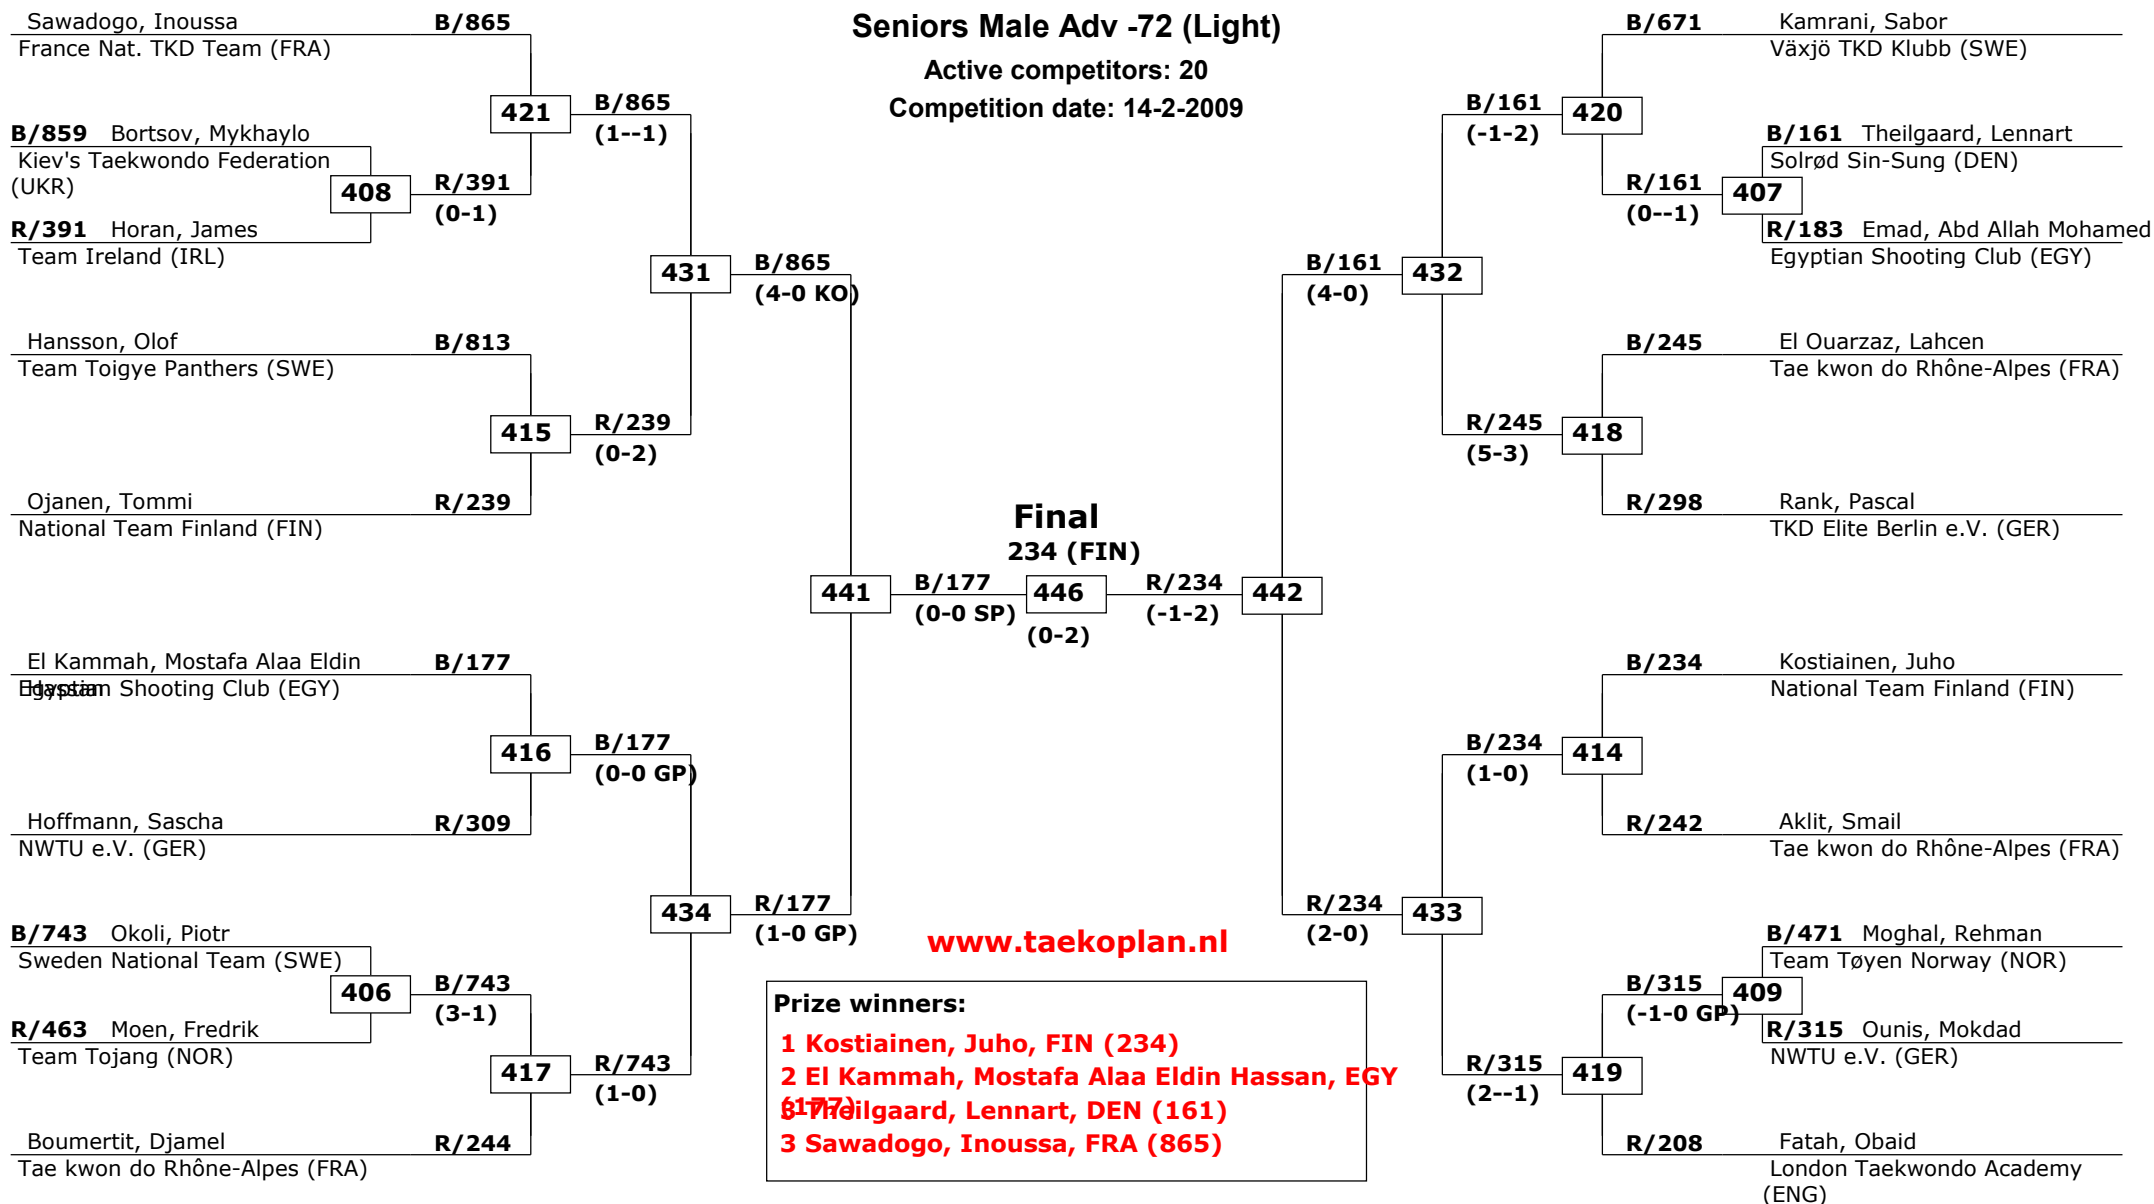 Seniors Male Adv -72 (Light)
Active competitors: 20
Competition date: 14-2-2009
Sawadogo, Inoussa B/865
France Nat. TKD Team (FRA)
421
B/865
(1--1)
B/859 Bortsov, Mykhaylo
Kiev's Taekwondo Federation
(UKR)
408
R/391
(0-1)
R/391 Horan, James
Team Ireland (IRL)
431
B/865
(4-0 KO)
Hansson, Olof B/813
Team Toigye Panthers (SWE)
415
R/239
(0-2)
Ojanen, Tommi R/239
National Team Finland (FIN)
441
B/177
(0-0 SP)
El Kammah, Mostafa Alaa Eldin B/177
Hassan
Egyptian Shooting Club (EGY)
416
B/177
(0-0 GP)
Hoffmann, Sascha R/309
NWTU e.V. (GER)
434
R/177
(1-0 GP)
B/743 Okoli, Piotr
Sweden National Team (SWE)
406
B/743
(3-1)
R/463 Moen, Fredrik
Team Tojang (NOR)
417
R/743
(1-0)
Boumertit, Djamel R/244
Tae kwon do Rhône-Alpes (FRA)
Final
234 (FIN)
446
(0-2)
B/671 Kamrani, Sabor
Växjö TKD Klubb (SWE)
B/161
(-1-2)
420
B/161 Theilgaard, Lennart
Solrød Sin-Sung (DEN)
R/161
(0--1)
407
R/183 Emad, Abd Allah Mohamed
Egyptian Shooting Club (EGY)
B/161
(4-0)
432
B/245 El Ouarzaz, Lahcen
Tae kwon do Rhône-Alpes (FRA)
R/245
(5-3)
418
R/298 Rank, Pascal
TKD Elite Berlin e.V. (GER)
R/234
(-1-2)
442
B/234 Kostiainen, Juho
National Team Finland (FIN)
B/234
(1-0)
414
R/242 Aklit, Smail
Tae kwon do Rhône-Alpes (FRA)
R/234
(2-0)
433
B/471 Moghal, Rehman
Team Tøyen Norway (NOR)
B/315
(-1-0 GP)
409
R/315 Ounis, Mokdad
NWTU e.V. (GER)
R/315
(2--1)
419
R/208 Fatah, Obaid
London Taekwondo Academy
(ENG)
www.taekoplan.nl
Prize winners:
1 Kostiainen, Juho, FIN (234)
2 El Kammah, Mostafa Alaa Eldin Hassan, EGY
(177)
3 Theilgaard, Lennart, DEN (161)
3 Sawadogo, Inoussa, FRA (865)